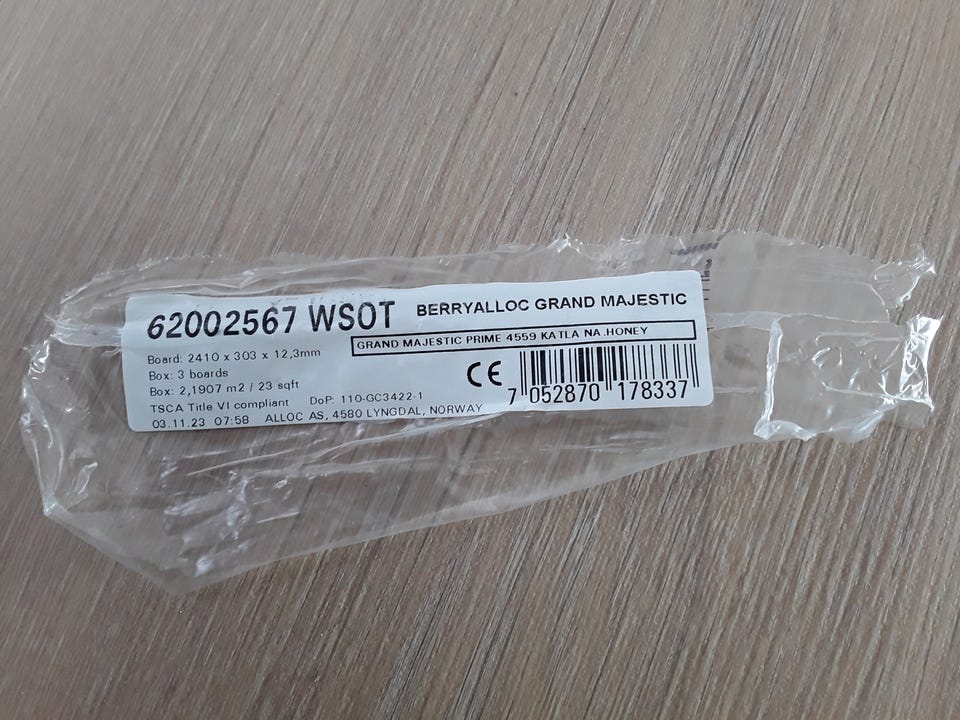 62002567 WSOT BERRYALLOC GRAND MAJESTIC
GRAND MAJESTIC PRIME 4559 KATLA NA.HONEY
Board: 2410 x 303 x 12,3mm
Box: 3 boards
Box: 2,1907 m2 / 23 sqft
TSCA Title VI compliant DoP: 110-GC3422-1
03.11.23 07:58 ALLOC AS, 4580 LYNGDAL, NORWAY
CE
7 052870 178337